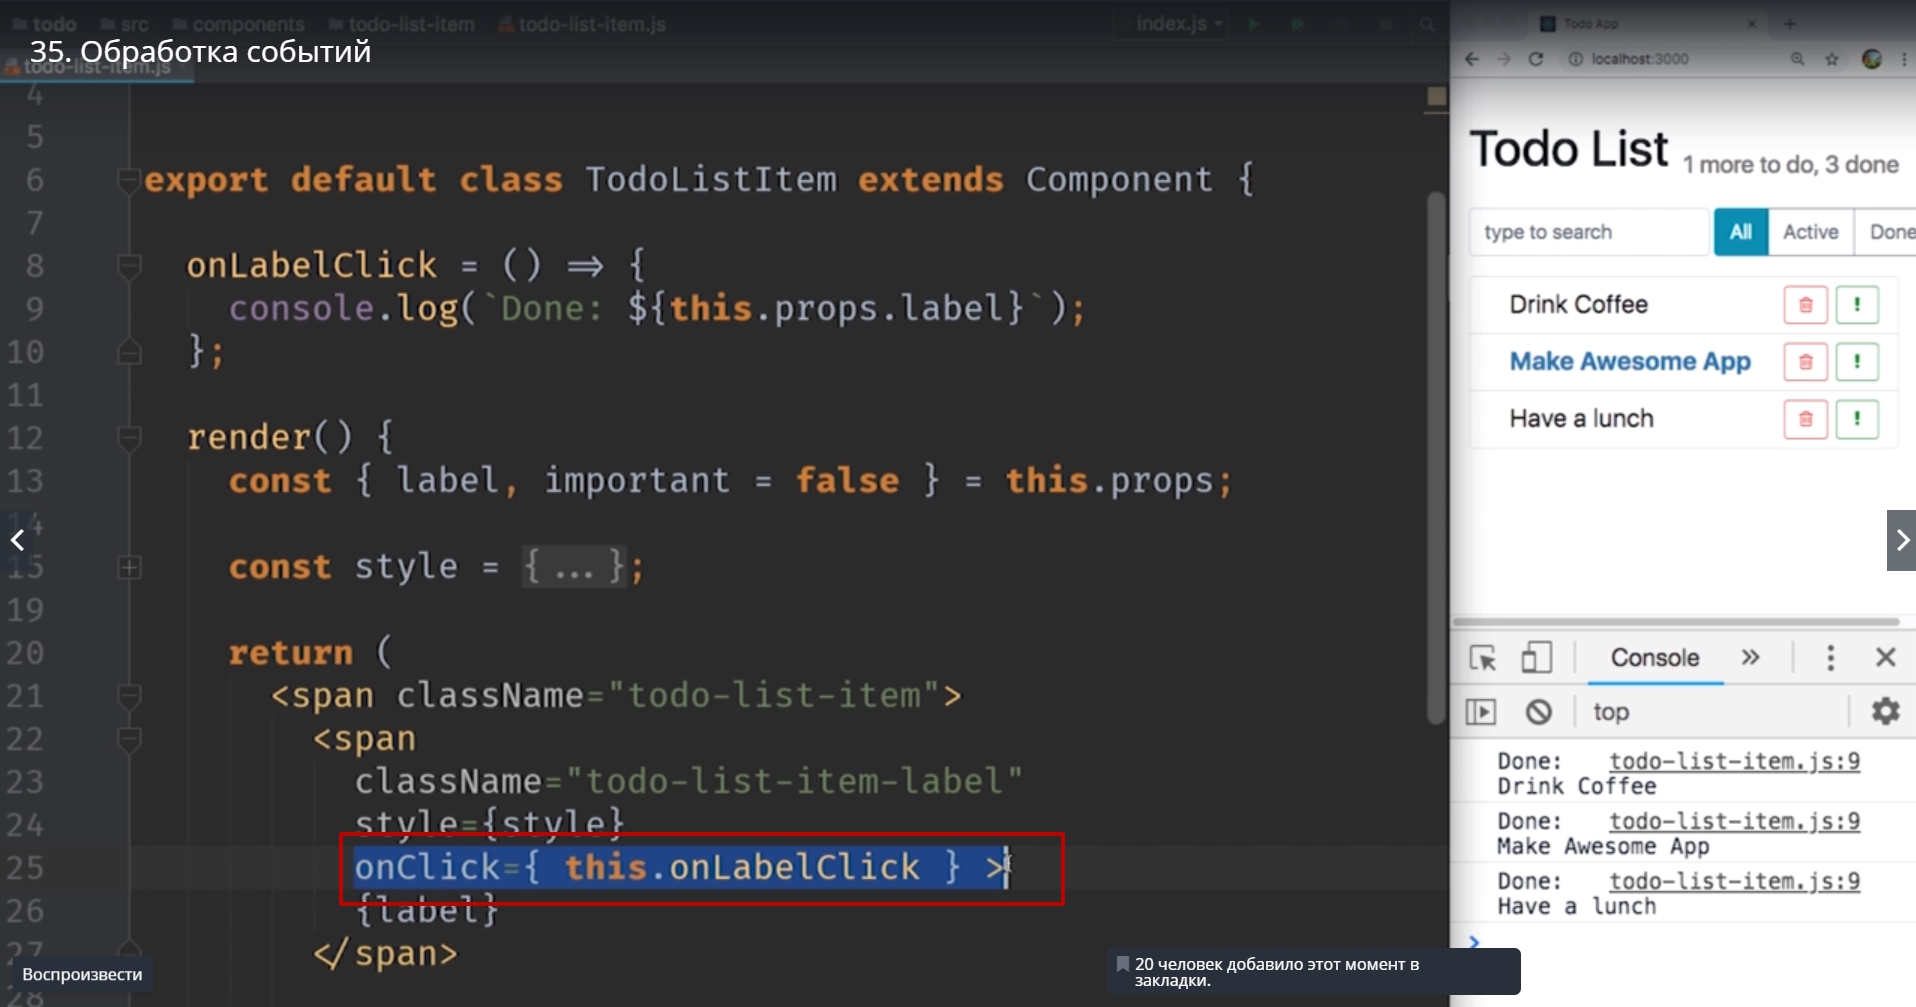 todo src components todo-list-item todo-list-item.js
index.js
35. Обработка событий
todo-list-item.js
4
5
6 export default class TodoListItem extends Component {
7
8 onLabelClick = () => {
9 console.log(`Done: ${this.props.label}`);
10 };
11
12 render() {
13 const { label, important = false } = this.props;
14
15 const style = {...};
19
20 return (
21 <span className="todo-list-item">
22 <span
23 className="todo-list-item-label"
24 style={style}
25 onClick={ this.onLabelClick } >
26 {label}
27 </span>
28
Воспроизвести
20 человек добавило этот момент в
закладки.
Todo App
localhost:3000
Todo List 1 more to do, 3 done
type to search All Active Done
Drink Coffee !
Make Awesome App !
Have a lunch !
Console »
top
Done: todo-list-item.js:9
Drink Coffee
Done: todo-list-item.js:9
Make Awesome App
Done: todo-list-item.js:9
Have a lunch